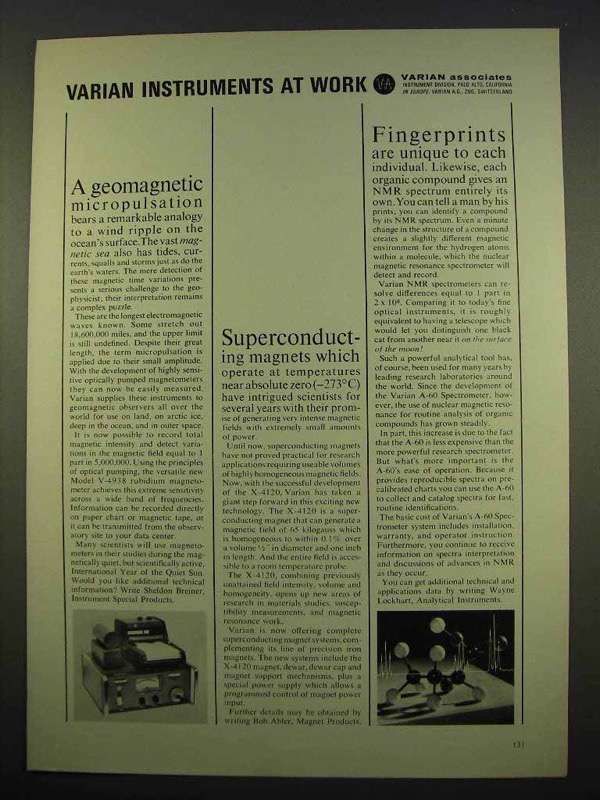 VARIAN INSTRUMENTS AT WORK
VARIAN associates
INSTRUMENT DIVISION, PALO ALTO, CALIFORNIA
IN EUROPE: VARIAN A.G., ZUG, SWITZERLAND
A geomagnetic
micropulsation
bears a remarkable analogy
to a wind ripple on the
ocean's surface. The vast mag-
netic sea also has tides, cur-
rents, squalls and storms just as do the
earth's waters. The mere detection of
these magnetic time variations pre-
sents a serious challenge to the geo-
physicist; their interpretation remains
a complex puzzle.
These are the longest electromagnetic
waves known. Some stretch out
18,600,000 miles, and the upper limit
is still undefined. Despite their great
length, the term micropulsation is
applied due to their small amplitude.
With the development of highly sensi-
tive optically pumped magnetometers
they can now be easily measured.
Varian supplies these instruments to
geomagnetic observers all over the
world for use on land, on arctic ice,
deep in the ocean, and in outer space.
It is now possible to record total
magnetic intensity and detect varia-
tions in the magnetic field equal to 1
part in 5,000,000. Using the principles
of optical pumping, the versatile new
Model V-4938 rubidium magneto-
meter achieves this extreme sensitivity
across a wide band of frequencies.
Information can be recorded directly
on paper chart or magnetic tape, or
it can be transmitted from the observ-
atory site to your data center.
Many scientists will use magneto-
meters in their studies during the mag-
netically quiet, but scientifically active,
International Year of the Quiet Sun.
Would you like additional technical
information? Write Sheldon Breiner,
Instrument Special Products.
Superconduct-
ing magnets which
operate at temperatures
near absolute zero (-273°C)
have intrigued scientists for
several years with their prom-
ise of generating very intense magnetic
fields with extremely small amounts
of power.
Until now, superconducting magnets
have not proved practical for research
applications requiring useable volumes
of highly homogeneous magnetic fields.
Now, with the successful development
of the X-4120, Varian has taken a
giant step forward in this exciting new
technology. The X-4120 is a super-
conducting magnet that can generate a
magnetic field of 65 kilogauss which
is homogeneous to within 0.1% over
a volume ½" in diameter and one inch
in length. And the entire field is acces-
sible to a room temperature probe.
The X-4120, combining previously
unattained field intensity, volume and
homogeneity, opens up new areas of
research in materials studies, suscep-
tibility measurements, and magnetic
resonance work.
Varian is now offering complete
superconducting magnet systems, com-
plementing its line of precision iron
magnets. The new systems include the
X-4120 magnet, dewar, dewar cap and
magnet support mechanisms, plus a
special power supply which allows a
programmed control of magnet power
input.
Further details may be obtained by
writing Bob Abler, Magnet Products.
Fingerprints
are unique to each
individual. Likewise, each
organic compound gives an
NMR spectrum entirely its
own. You can tell a man by his
prints; you can identify a compound
by its NMR spectrum. Even a minute
change in the structure of a compound
creates a slightly different magnetic
environment for the hydrogen atoms
within a molecule, which the nuclear
magnetic resonance spectrometer will
detect and record.
Varian NMR spectrometers can re-
solve differences equal to 1 part in
Comparing it to today's fine
optical instruments, it is roughly
equivalent to having a telescope which
would let you distinguish one black
cat from another near it on the surface
of the moon!
Such a powerful analytical tool has,
of course, been used for many years by
leading research laboratories around
the world. Since the development of
the Varian A-60 Spectrometer, how-
ever, the use of nuclear magnetic reso-
nance for routine analysis of organic
compounds has grown steadily.
In part, this increase is due to the fact
that the A-60 is less expensive than the
more powerful research spectrometer.
But what's more important is the
A-60's ease of operation. Because it
provides reproducible spectra on pre-
calibrated charts you can use the A-60
to collect and catalog spectra for fast,
routine identifications.
The basic cost of Varian's A-60 Spec-
trometer system includes installation,
warranty, and operator instruction.
Furthermore, you continue to receive
information on spectra interpretation
and discussions of advances in NMR
as they occur.
You can get additional technical and
applications data by writing Wayne
Lockhart, Analytical Instruments.
131